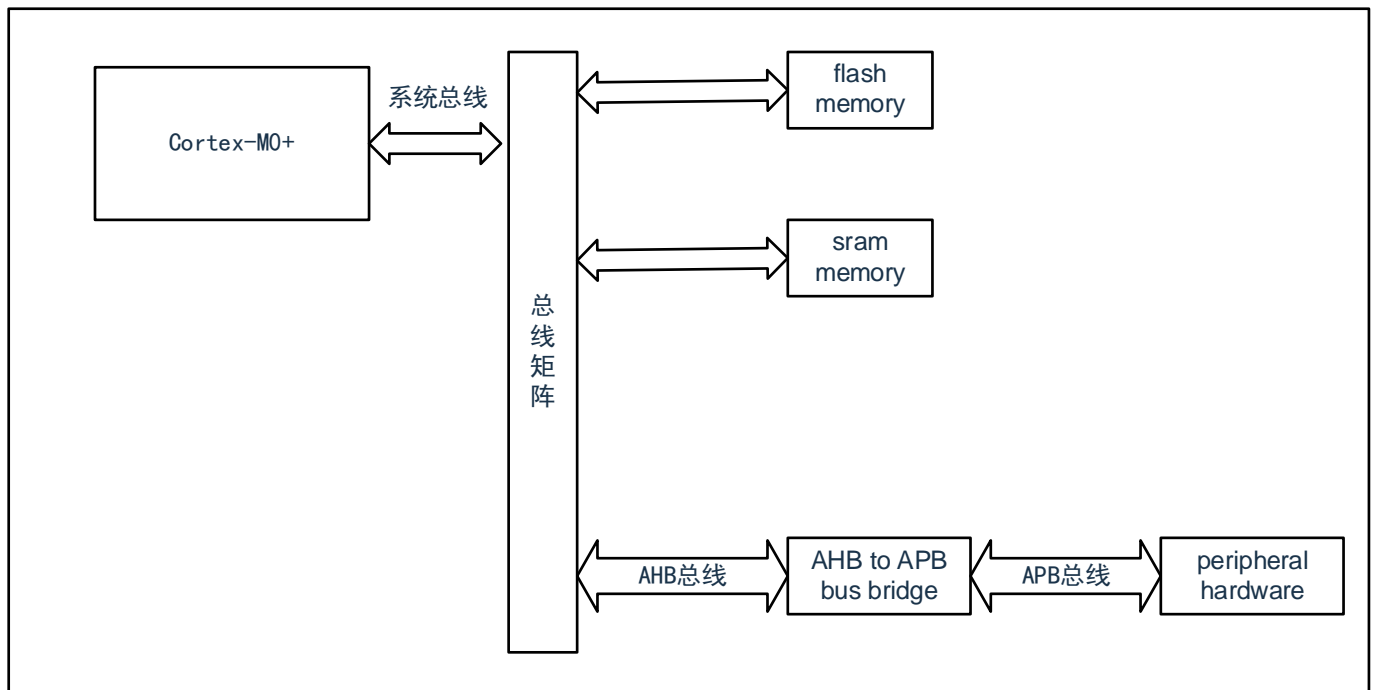 系统总线
Cortex-M0+
flash
memory
sram
memory
总
线
矩
阵
AHB总线
AHB to APB
bus bridge
APB总线
peripheral
hardware